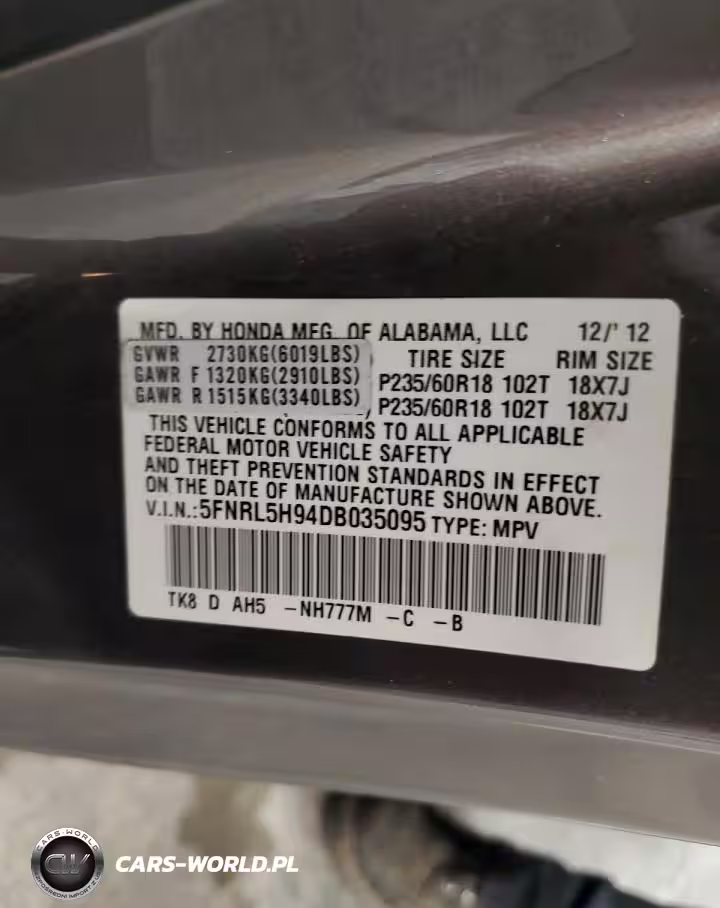 MFD. BY HONDA MFG. OF ALABAMA, LLC 12/' 12
GVWR 2730KG(6019LBS) TIRE SIZE RIM SIZE
GAWR F 1320KG(2910LBS) P235/60R18 102T 18X7J
GAWR R 1515KG(3340LBS) , P235/60R18 102T 18X7J
THIS VEHICLE CONFORMS TO ALL APPLICABLE
FEDERAL MOTOR VEHICLE SAFETY
AND THEFT PREVENTION STANDARDS IN EFFECT
ON THE DATE OF MANUFACTURE SHOWN ABOVE.
V.I.N.:5FNRL5H94DB035095 TYPE: MPV
TK8 D AH5 -NH777M -C -B
CARS-WORLD
CW
CARS-WORLD.PL